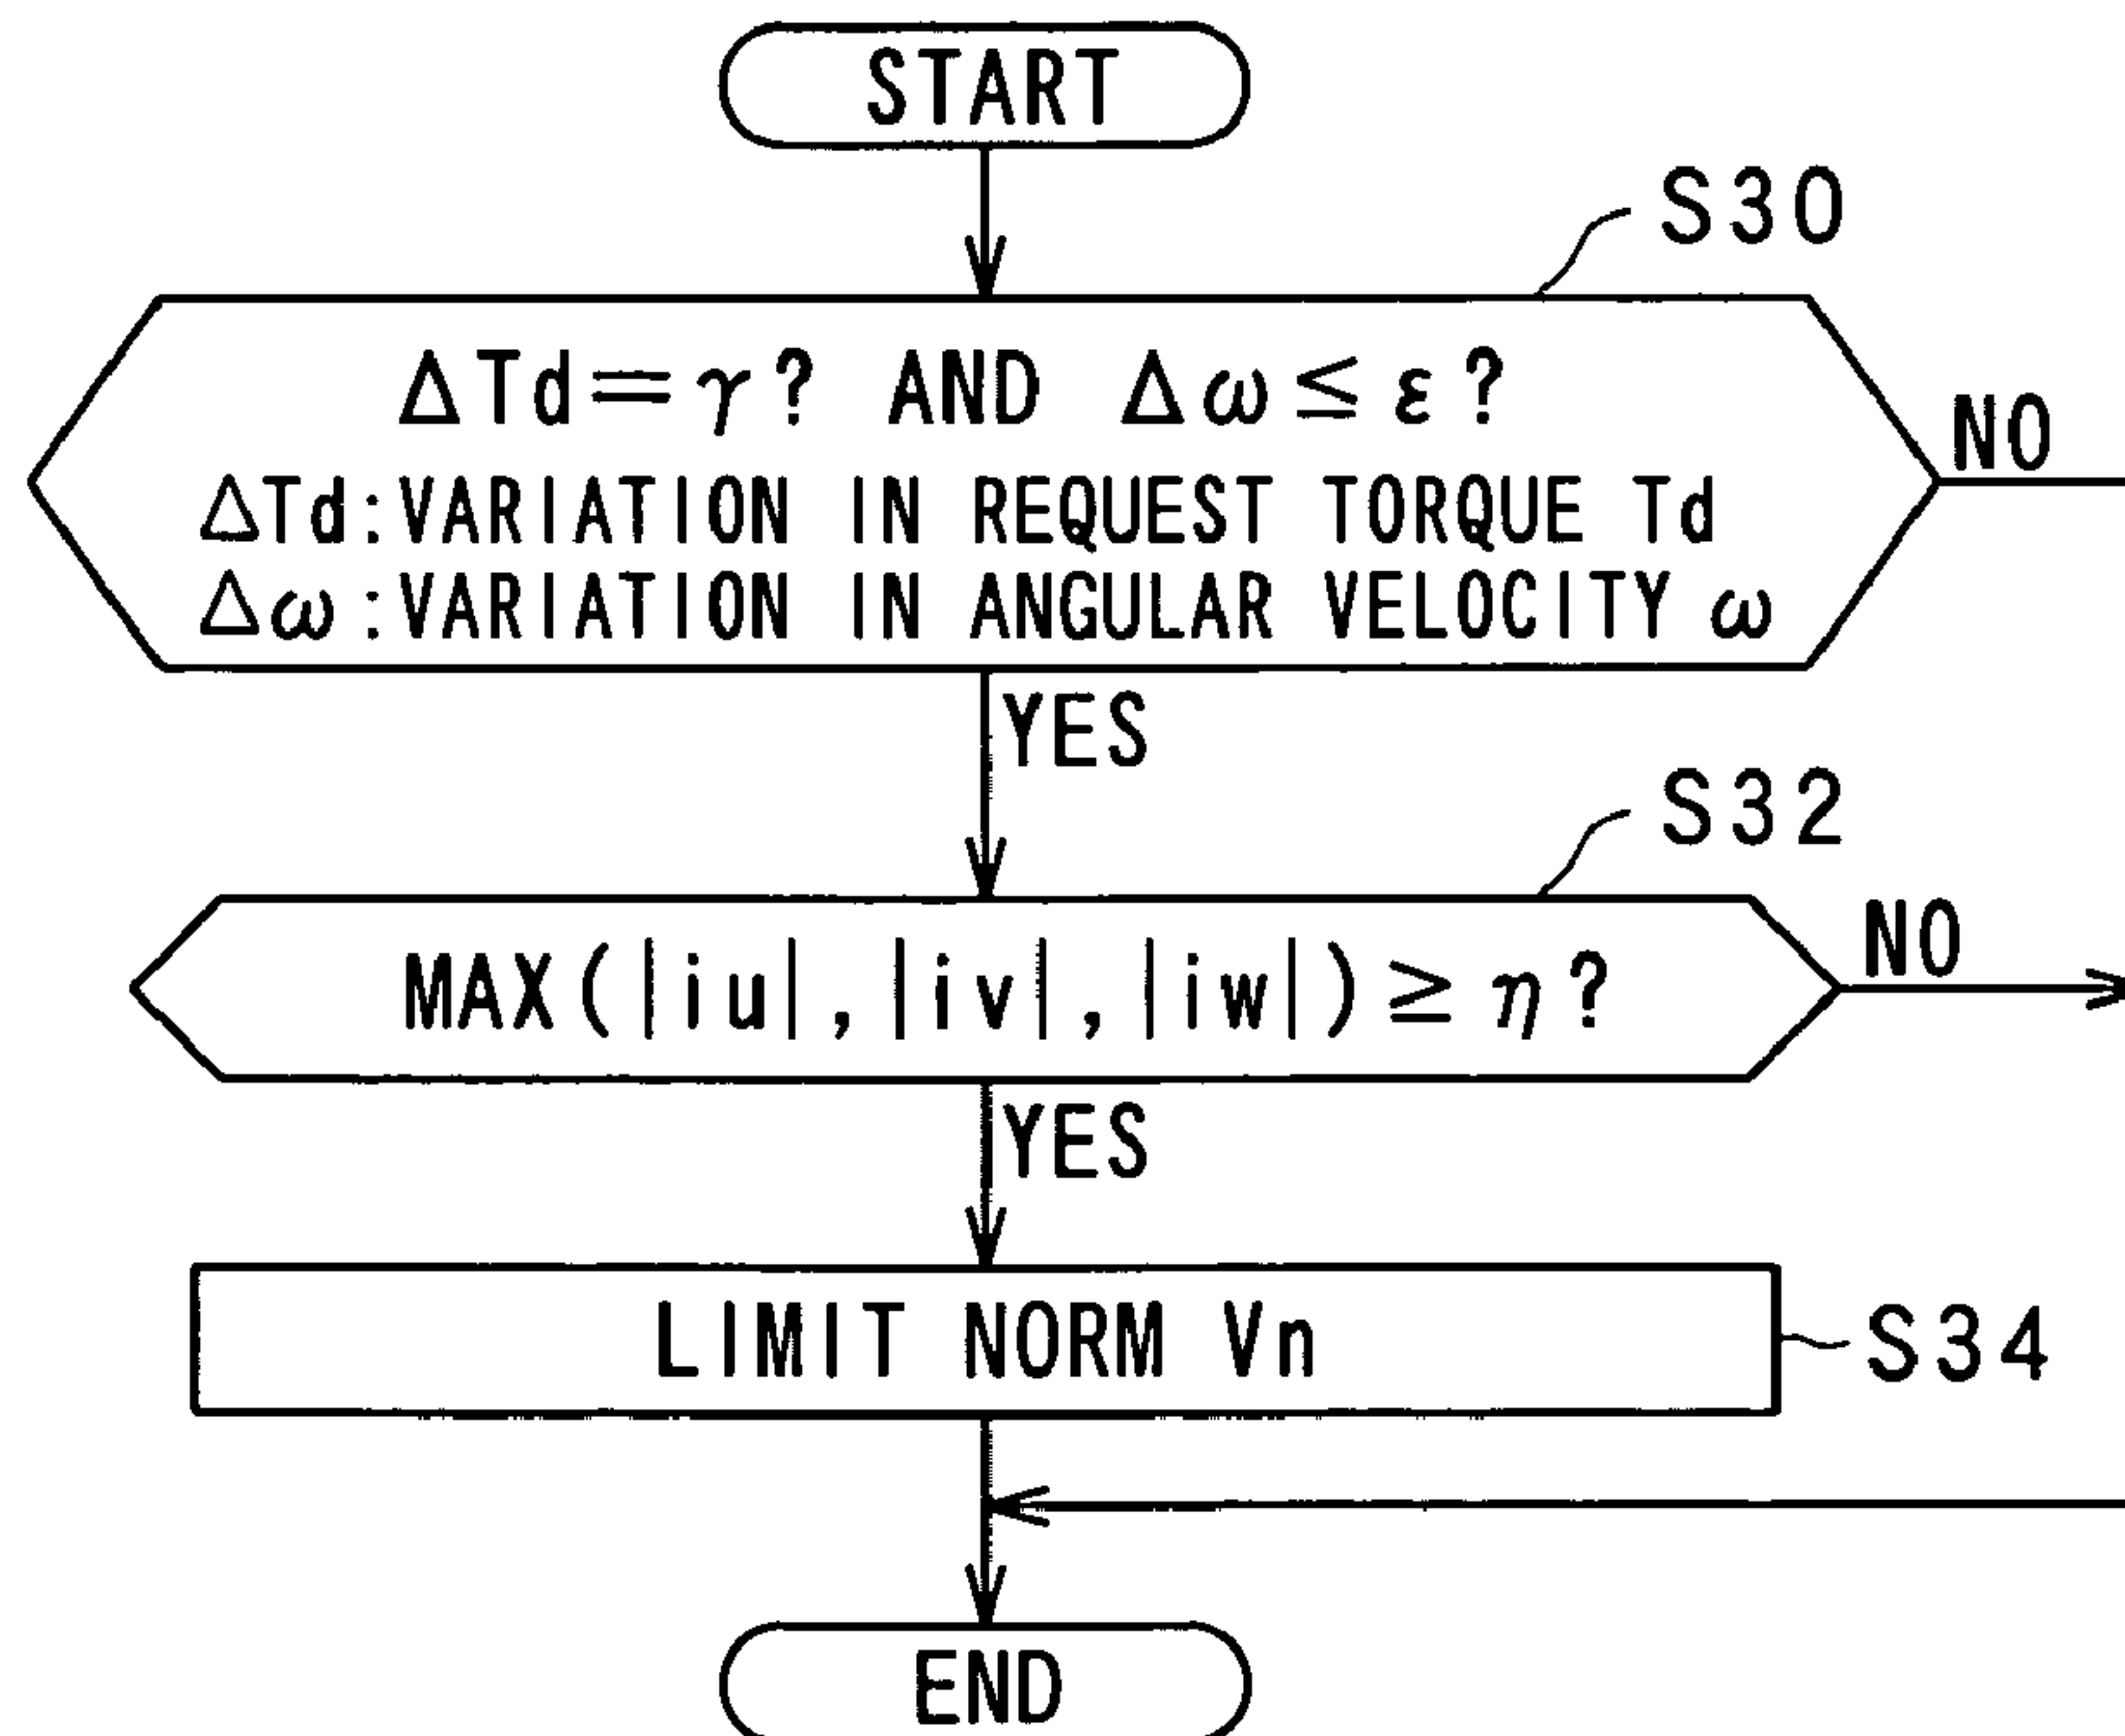 START
S30
ΔTd=γ? AND Δω≤ε?
NO
ΔTd:VARIATION IN REQUEST TORQUE Td
Δω:VARIATION IN ANGULAR VELOCITY ω
YES
S32
MAX(|iu|,|iv|,|iw|)≥η?
NO
YES
LIMIT NORM Vn
S34
END